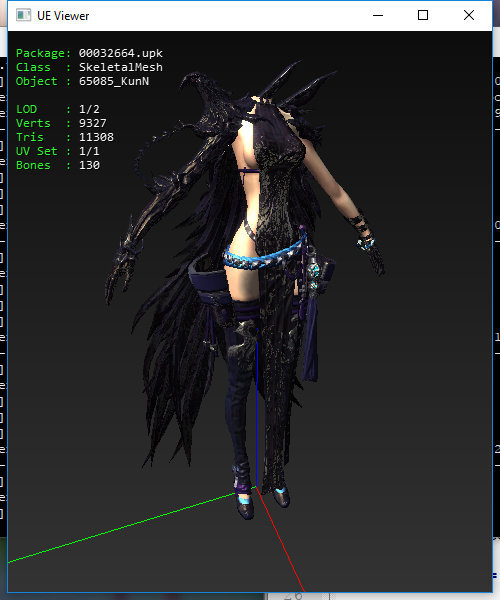 UE Viewer
Package: 00032664.upk
Class : SkeletalMesh
Object : 65085_KunN
LOD : 1/2
Verts : 9327
Tris : 11308
UV Set : 1/1
Bones : 130